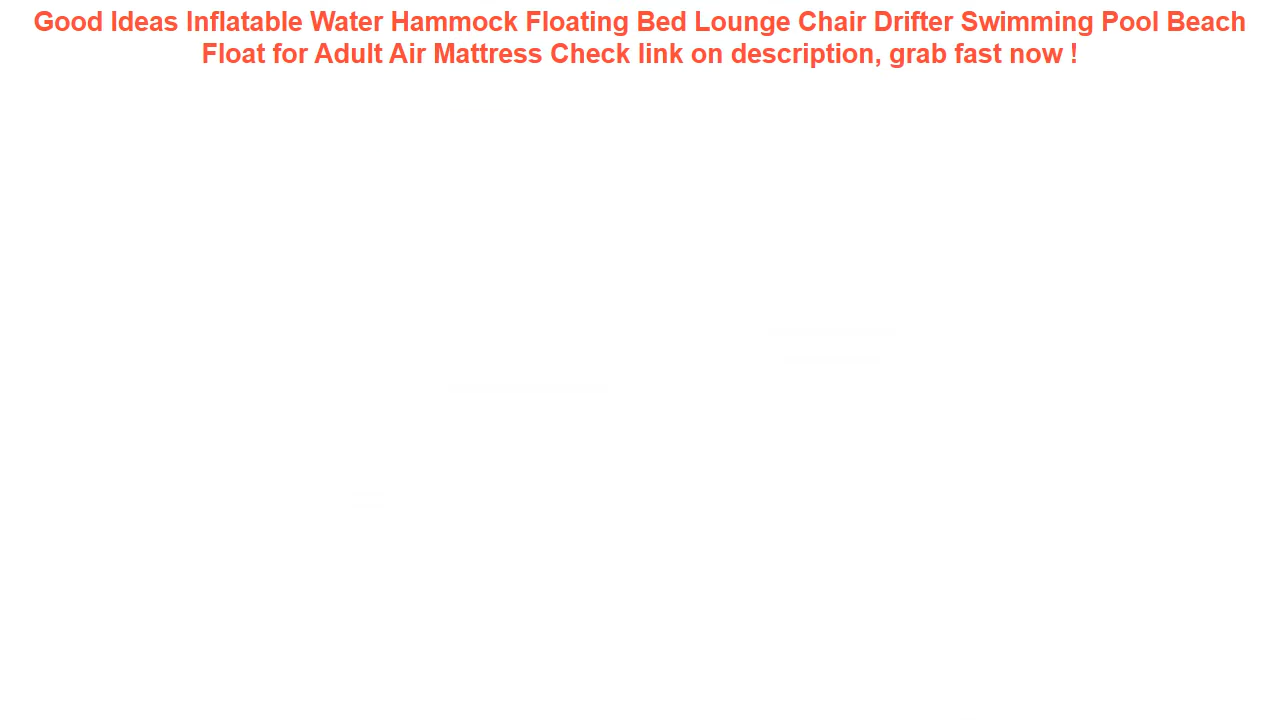 Good Ideas Inflatable Water Hammock Floating Bed Lounge Chair Drifter Swimming Pool Beach
Float for Adult Air Mattress Check link on description, grab fast now !